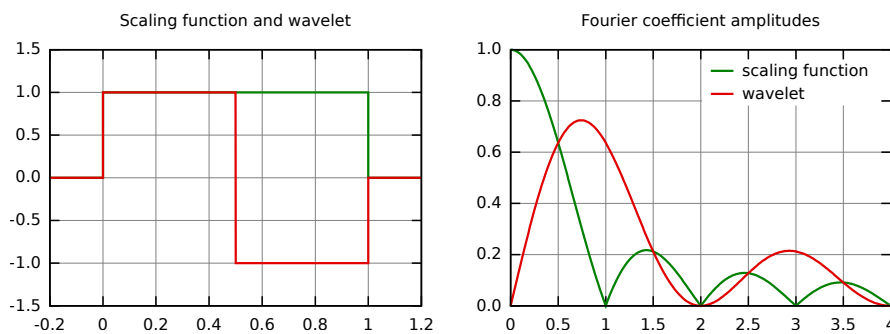 Scaling function and wavelet
1.5
1.0
0.5
0.0
-0.5
-1.0
-1.5
-0.2 0 0.2 0.4 0.6 0.8 1 1.2
Fourier coefficient amplitudes
1.0
0.8
0.6
0.4
0.2
0.0
0 0.5 1 1.5 2 2.5 3 3.5 4
scaling function
wavelet